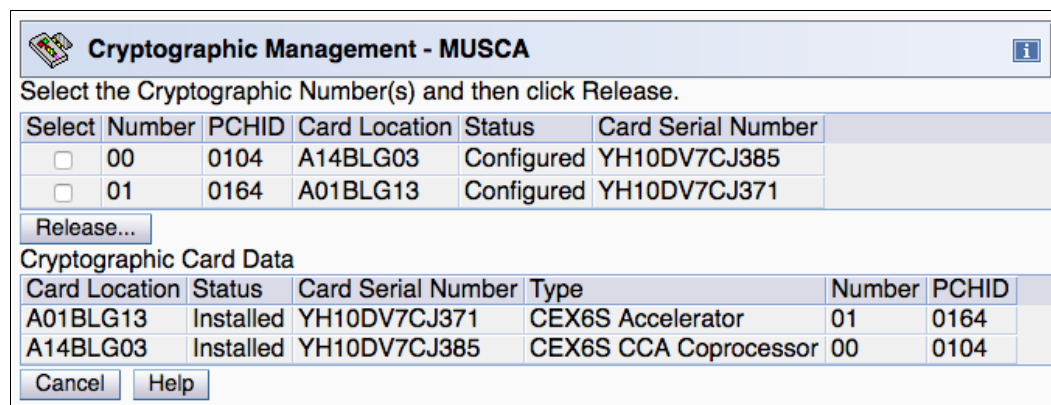 Cryptographic Management - MUSCA
i
Select the Cryptographic Number(s) and then click Release.
Select Number PCHID Card Location Status Card Serial Number
00 0104 A14BLG03 Configured YH10DV7CJ385
01 0164 A01BLG13 Configured YH10DV7CJ371
Release...
Cryptographic Card Data
Card Location Status Card Serial Number Type Number PCHID
A01BLG13 Installed YH10DV7CJ371 CEX6S Accelerator 01 0164
A14BLG03 Installed YH10DV7CJ385 CEX6S CCA Coprocessor 00 0104
Cancel Help